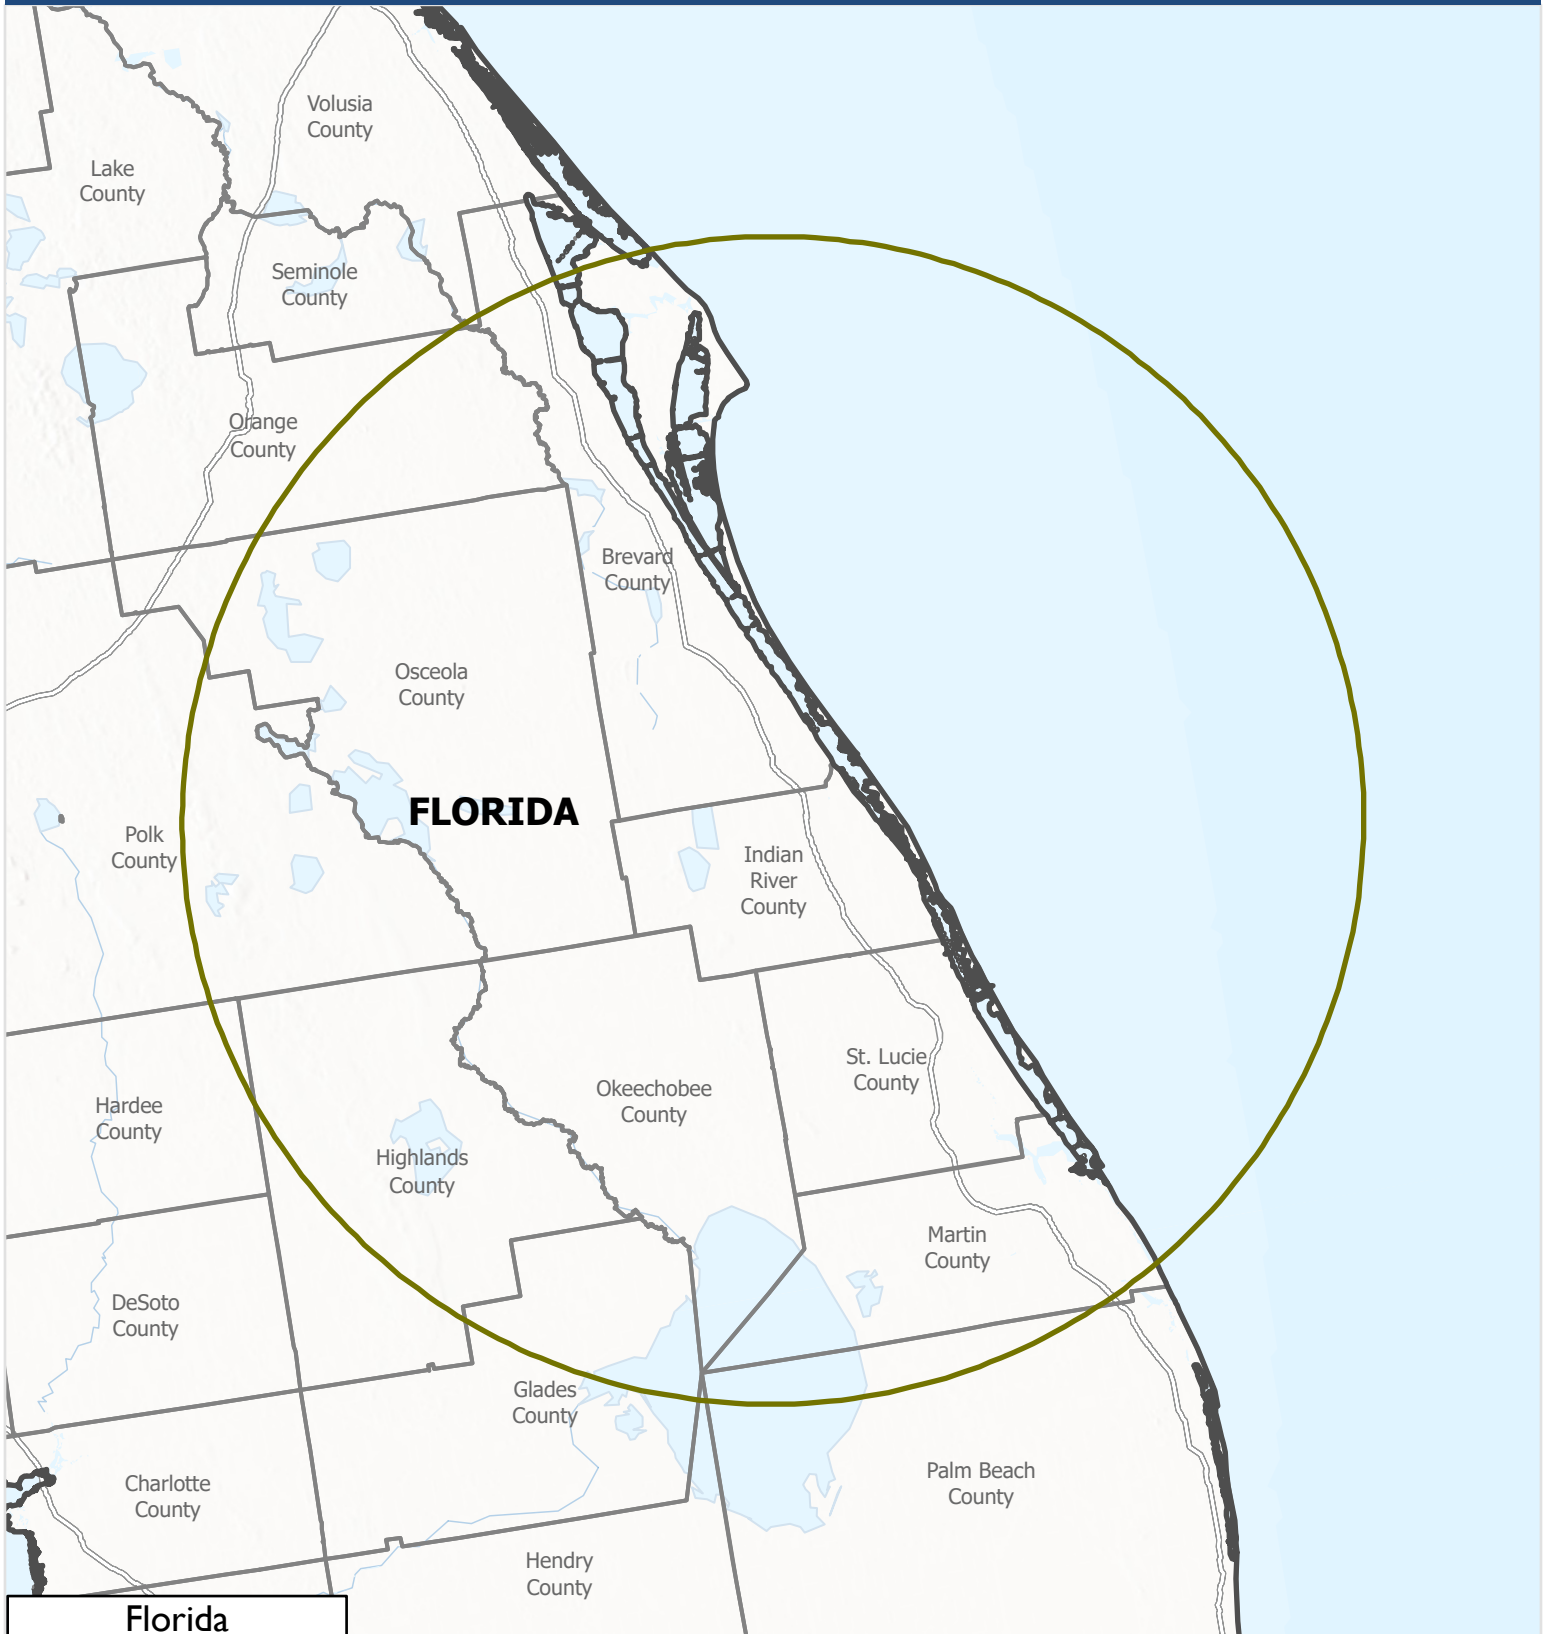 Volusia
County
Lake
County
Seminole
County
Orange
County
Brevard
County
Osceola
County
FLORIDA
Polk
County
Indian
River
County
St. Lucie
County
Okeechobee
County
Hardee
County
Highlands
County
Martin
County
DeSoto
County
Glades
County
Palm Beach
County
Charlotte
County
Hendry
County
Florida